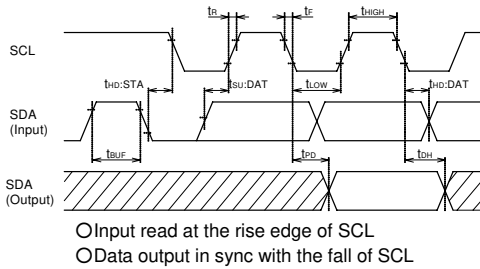 tR tF tHIGH
SCL
tHD:STA tSU:DAT tLOW tHD:DAT
SDA
(Input)
tBUF tPD tDH
SDA
(Output)
○Input read at the rise edge of SCL
○Data output in sync with the fall of SCL